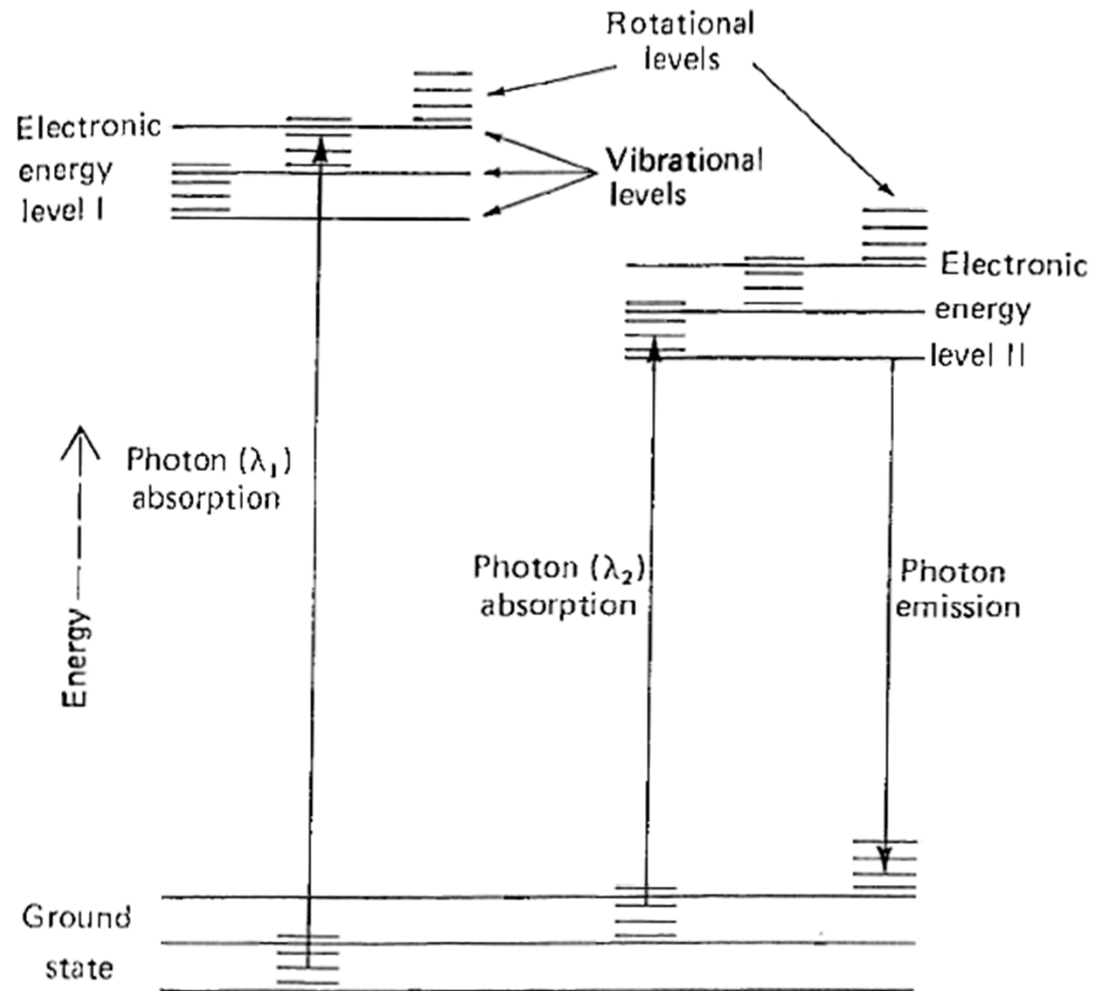 Rotational
levels
Electronic
energy
level I
Vibrational
levels
Electronic
energy
level II
Photon (λ₁)
absorption
Photon (λ₂)
absorption
Photon
emission
Energy
Ground
state